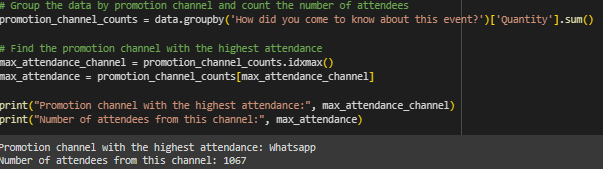 # Group the data by promotion channel and count the number of attendees
promotion_channel_counts = data.groupby('How did you come to know about this event?')['Quantity'].sum()
# Find the promotion channel with the highest attendance
max_attendance_channel = promotion_channel_counts.idxmax()
max_attendance = promotion_channel_counts[max_attendance_channel]
print("Promotion channel with the highest attendance:", max_attendance_channel)
print("Number of attendees from this channel:", max_attendance)
Promotion channel with the highest attendance: Whatsapp
Number of attendees from this channel: 1067